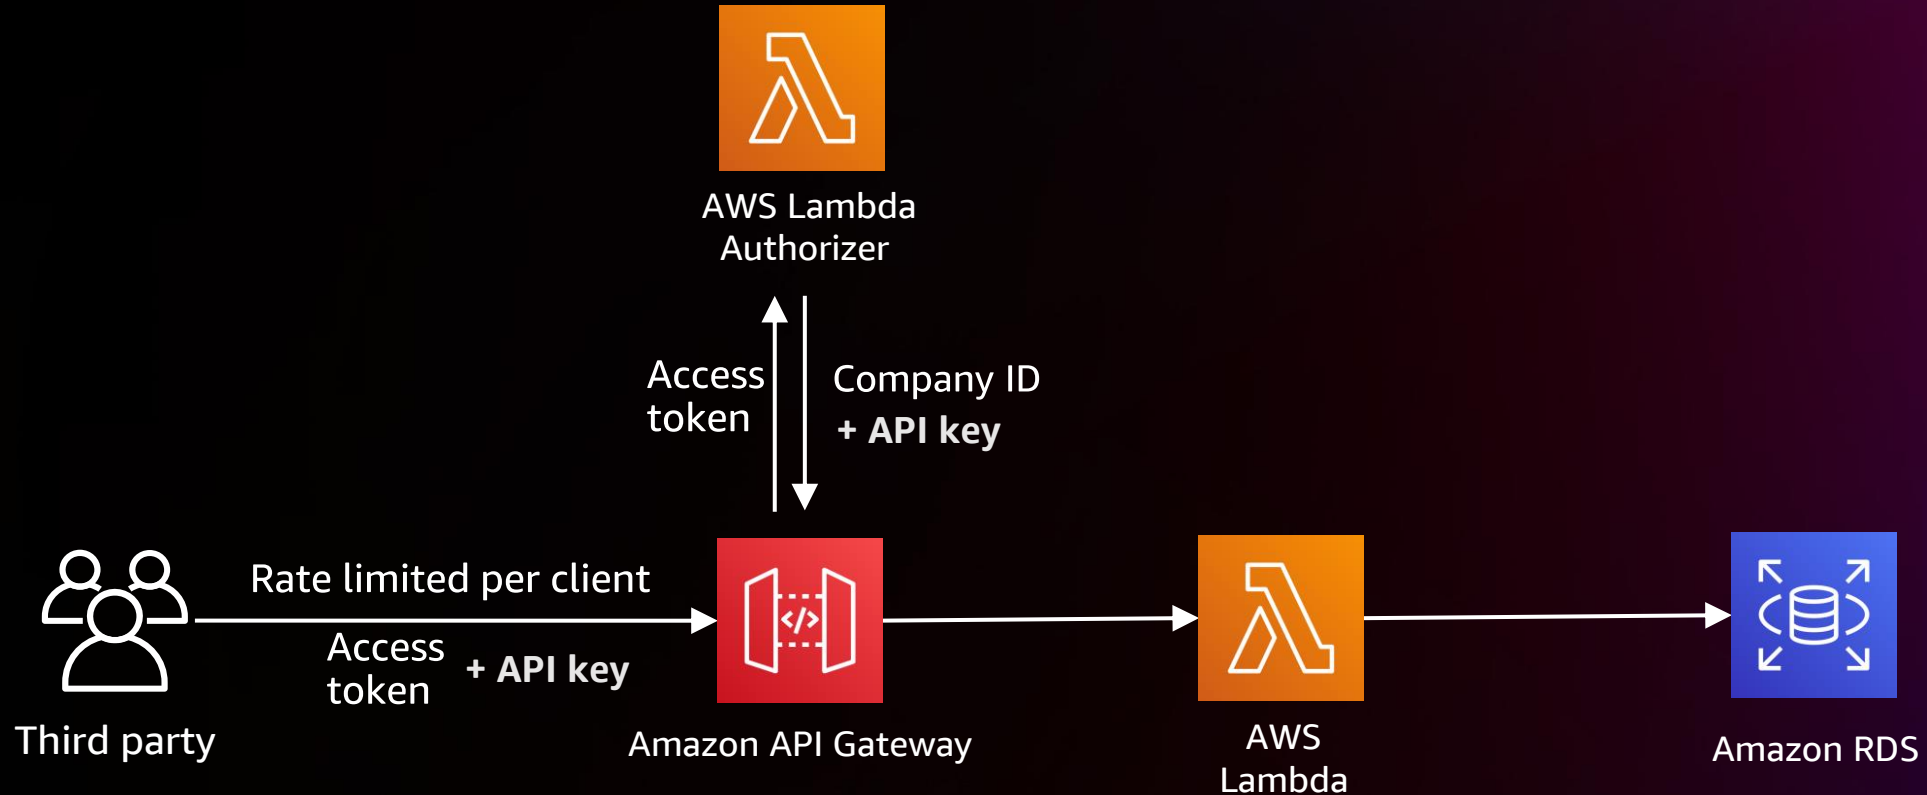 AWS Lambda
Authorizer
Access
token
Company ID
+ API key
Rate limited per client
Access
token
+ API key
</>
Third party
Amazon API Gateway
AWS
Lambda
Amazon RDS